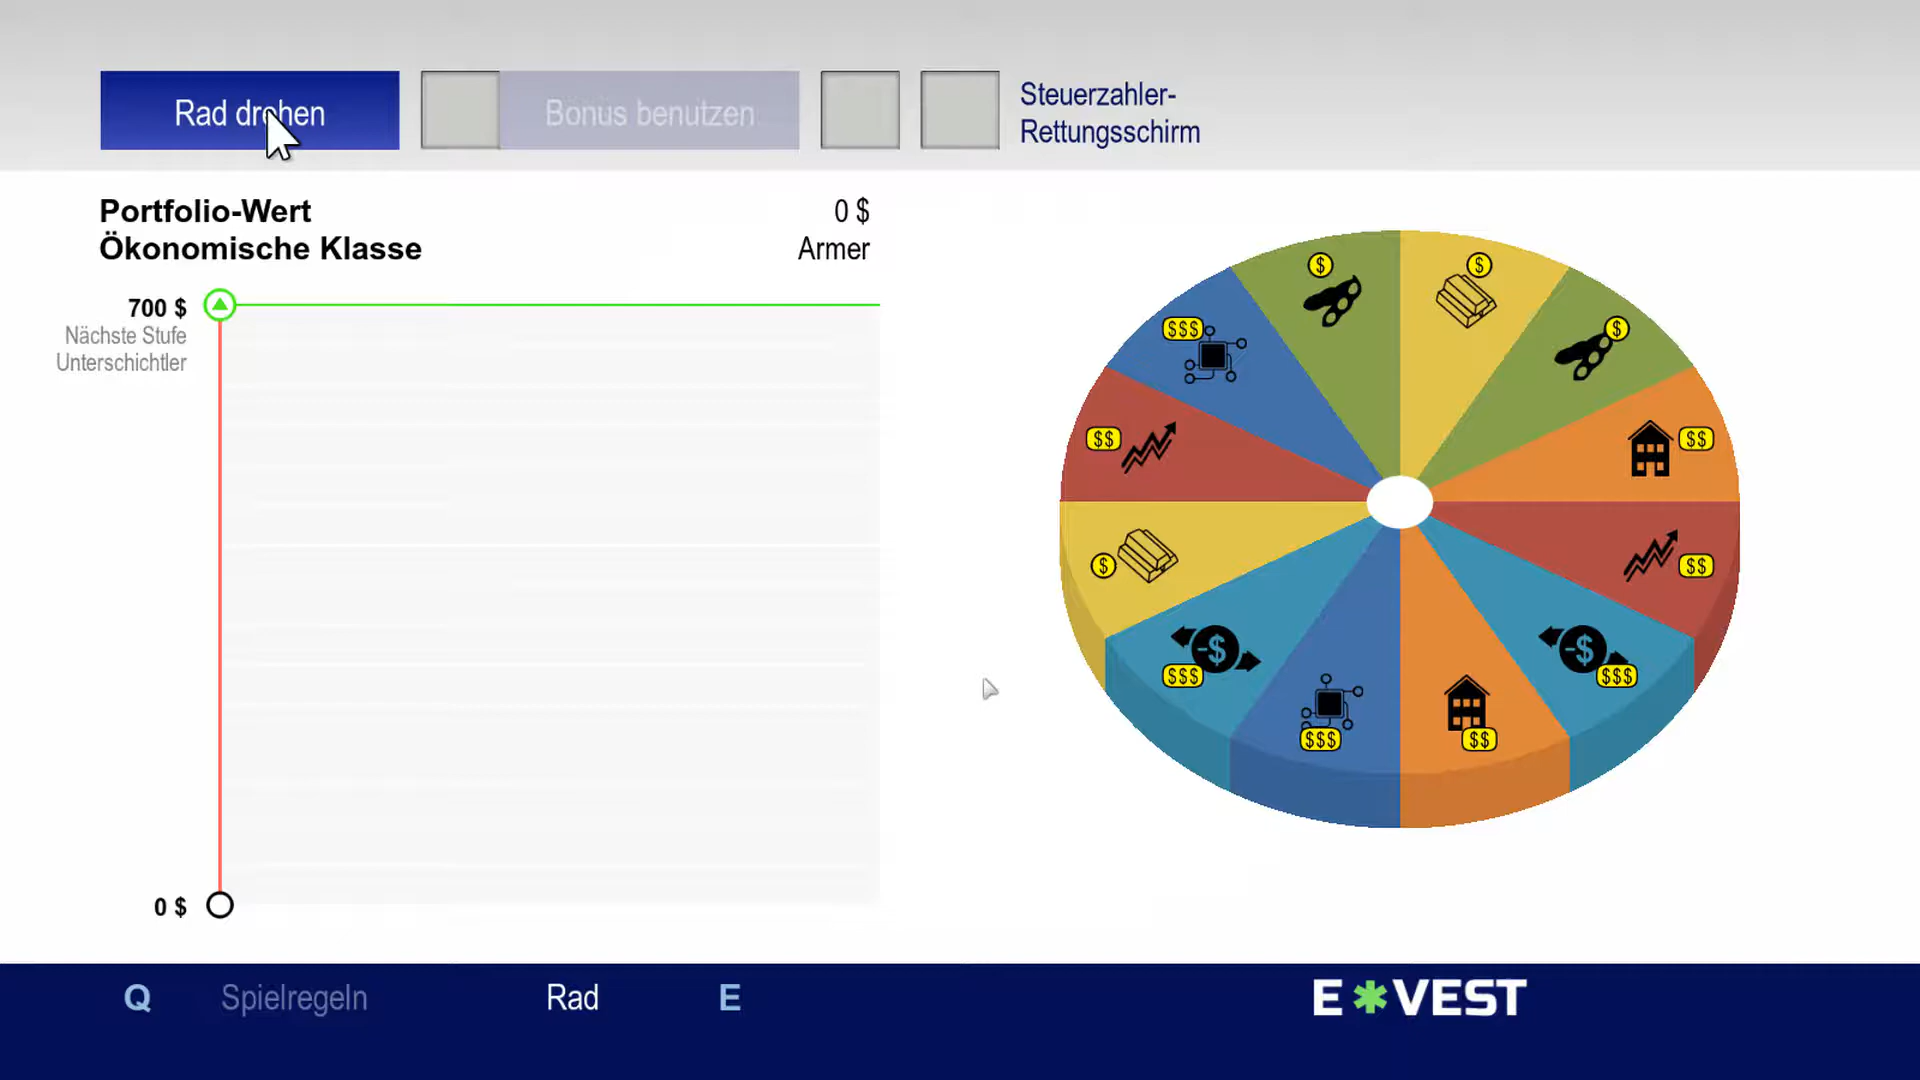 Rad drehen
Bonus benutzen
Steuerzahler-
Rettungsschirm
Portfolio-Wert 0 $
Ökonomische Klasse Armer
700 $
Nächste Stufe
Unterschichtler
0 $
$ $
$$$ $
$$ $$
$ $$
-$ -$
$$$ $$$
$$$ $$
Q Spielregeln Rad E
E*VEST